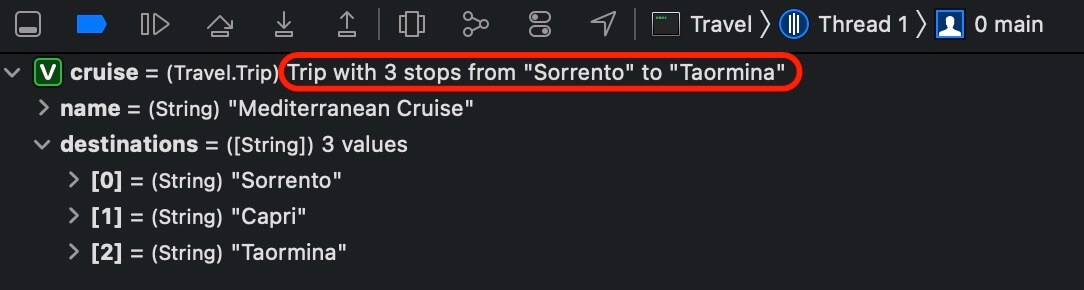 Travel Thread 1 0 main
V cruise = (Travel.Trip) Trip with 3 stops from "Sorrento" to "Taormina"
name = (String) "Mediterranean Cruise"
destinations = ([String]) 3 values
[0] = (String) "Sorrento"
[1] = (String) "Capri"
[2] = (String) "Taormina"